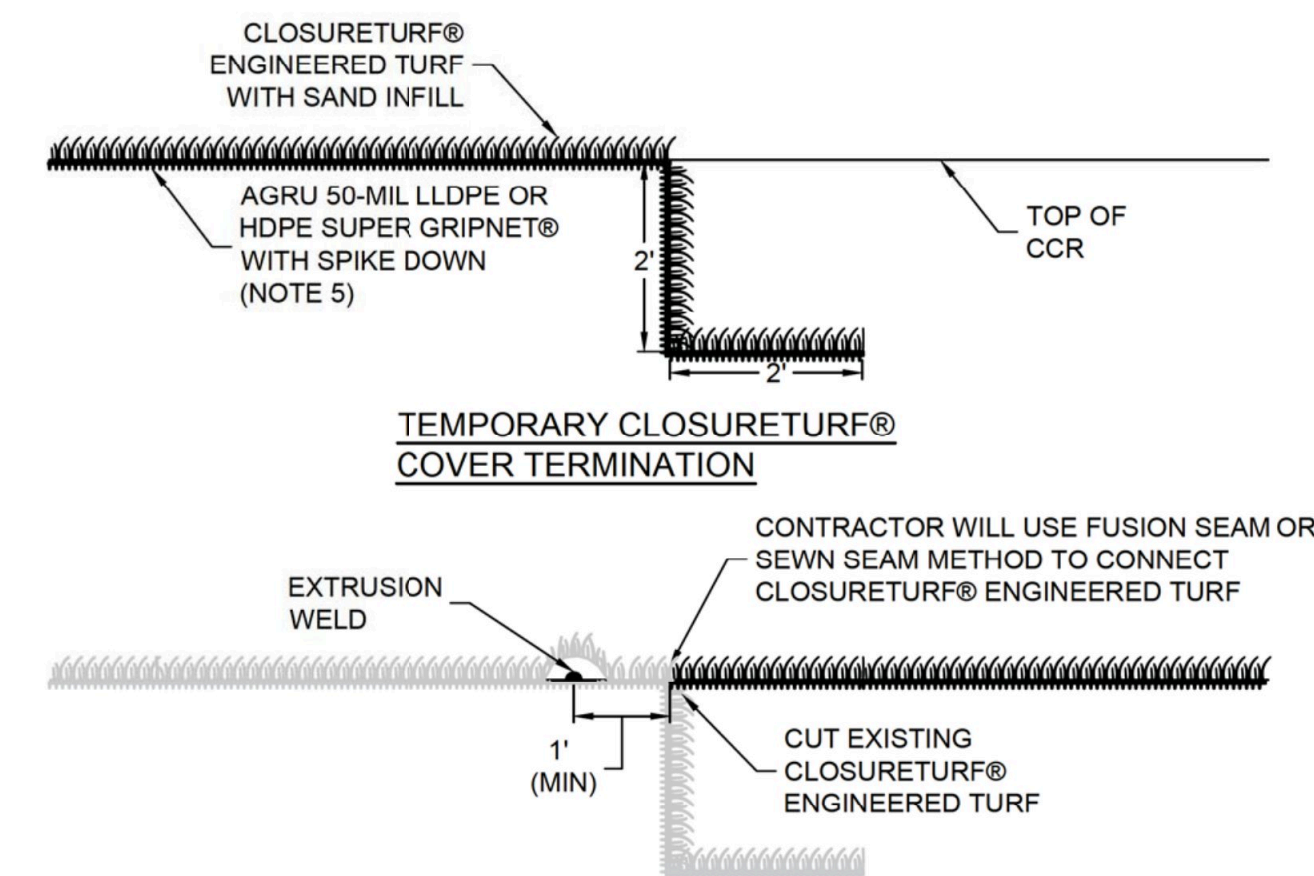 CLOSURETURF®
ENGINEERED TURF
WITH SAND INFILL
AGRU 50-MIL LLDPE OR
HDPE SUPER GRIPNET®
WITH SPIKE DOWN
(NOTE 5)
2'
TOP OF
CCR
2'
TEMPORARY CLOSURETURF®
COVER TERMINATION
CONTRACTOR WILL USE FUSION SEAM OR
SEWN SEAM METHOD TO CONNECT
CLOSURETURF® ENGINEERED TURF
EXTRUSION
WELD
1'
(MIN)
CUT EXISTING
CLOSURETURF®
ENGINEERED TURF